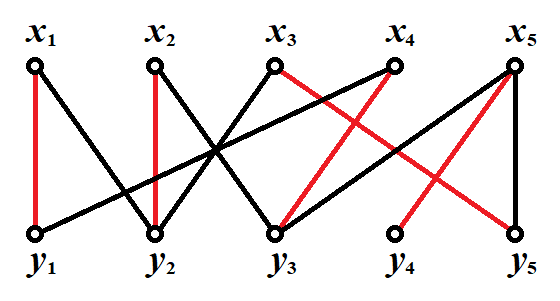 x₁ x₂ x₃ x₄ x₅
y₁ y₂ y₃ y₄ y₅